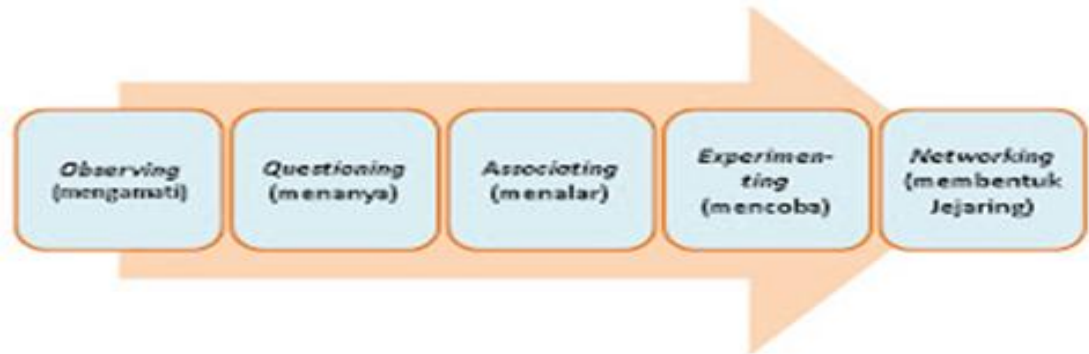 Observing
(mengamati)
Questioning
(menanya)
Associating
(menalar)
Experimen-
ting
(mencoba)
Networking
(membentuk
Jejaring)